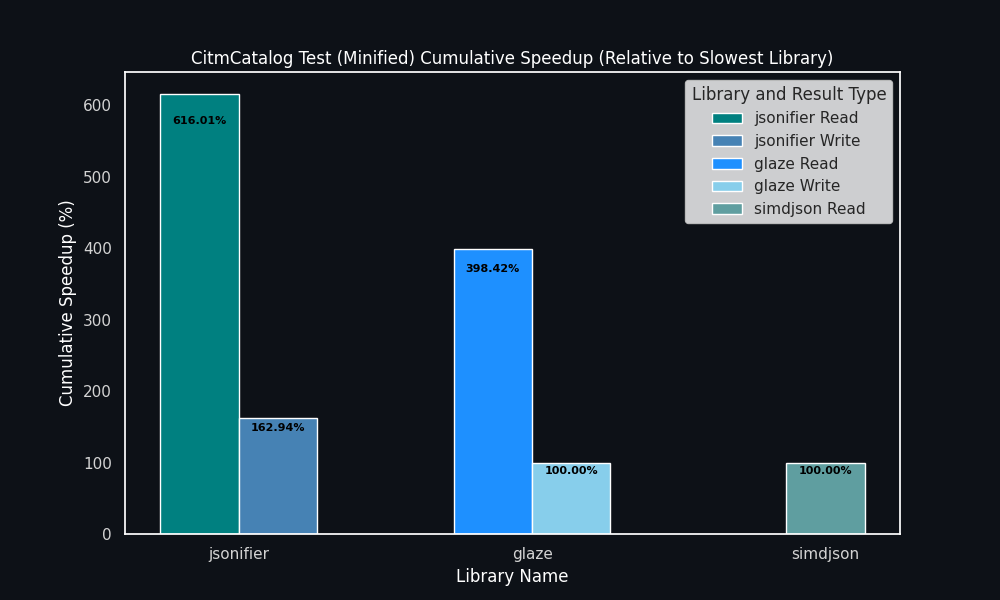 CitmCatalog Test (Minified) Cumulative Speedup (Relative to Slowest Library)
Library and Result Type
jsonifier Read
jsonifier Write
glaze Read
glaze Write
simdjson Read
Cumulative Speedup (%)
600
500
400
300
200
100
0
616.01%
162.94%
398.42%
100.00%
100.00%
jsonifier
glaze
simdjson
Library Name